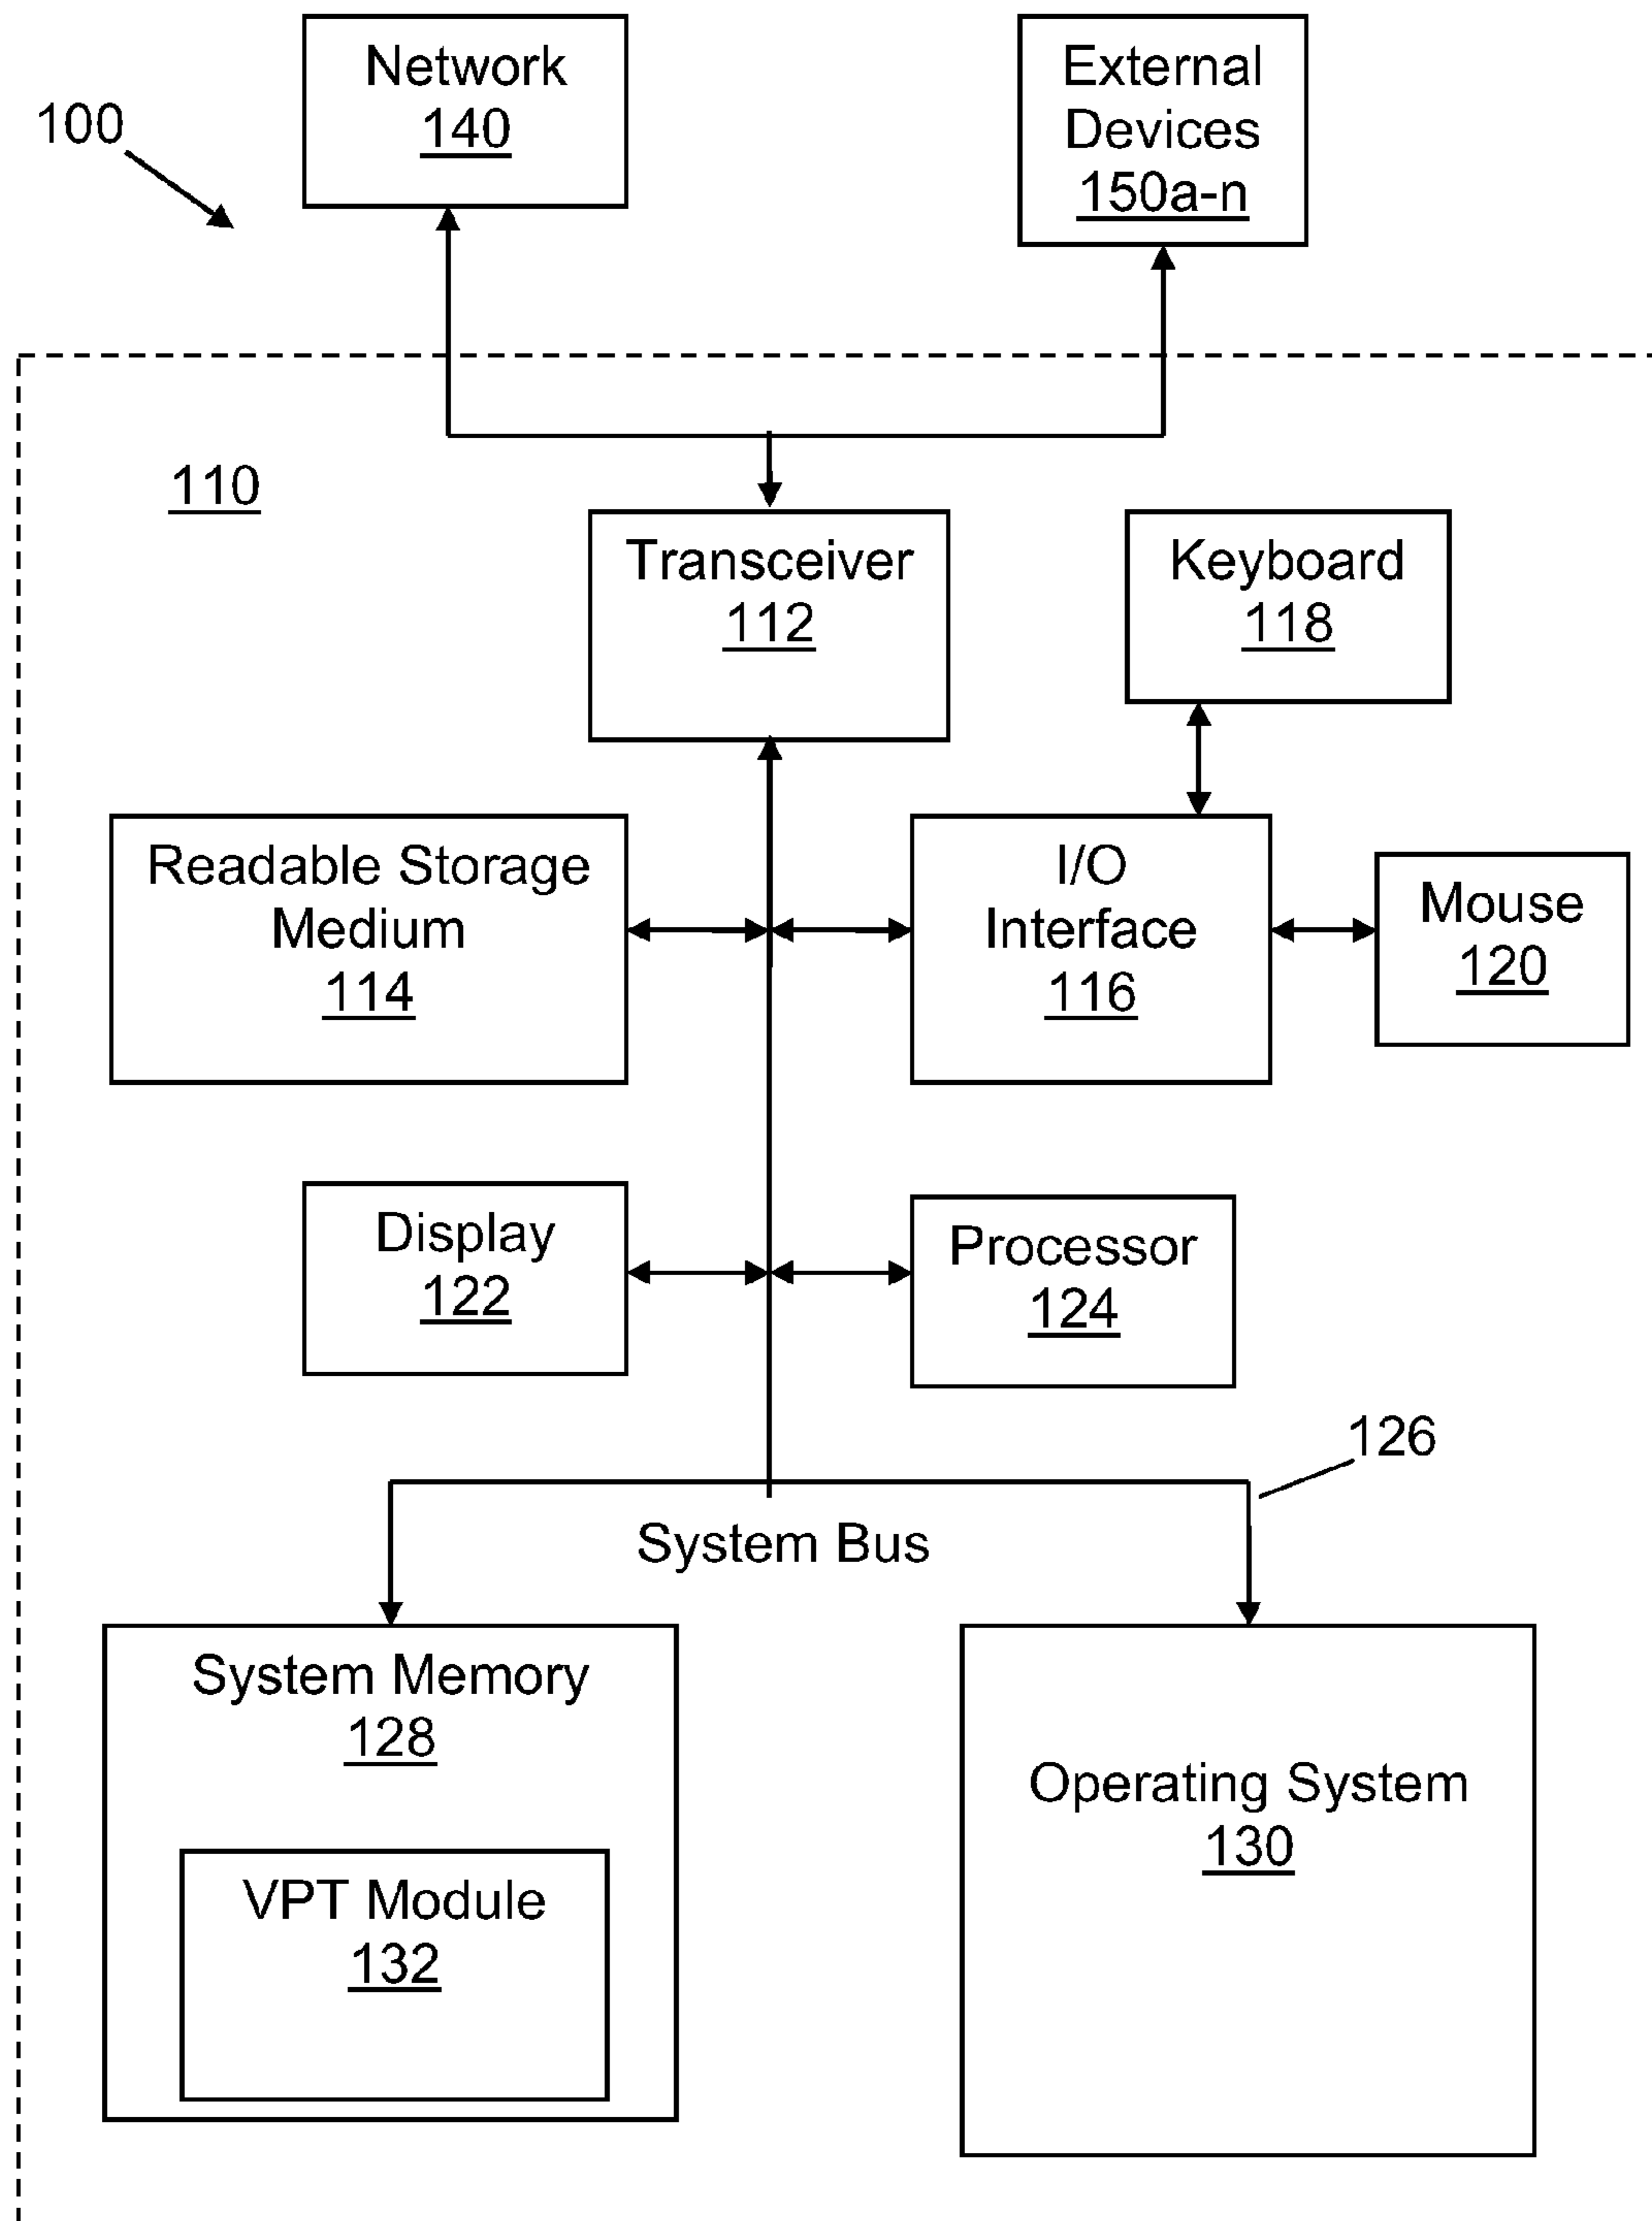 Network
140
External
Devices
150a-n
100
110
Transceiver
112
Keyboard
118
Readable Storage
Medium
114
I/O
Interface
116
Mouse
120
Display
122
Processor
124
126
System Bus
System Memory
128
VPT Module
132
Operating System
130